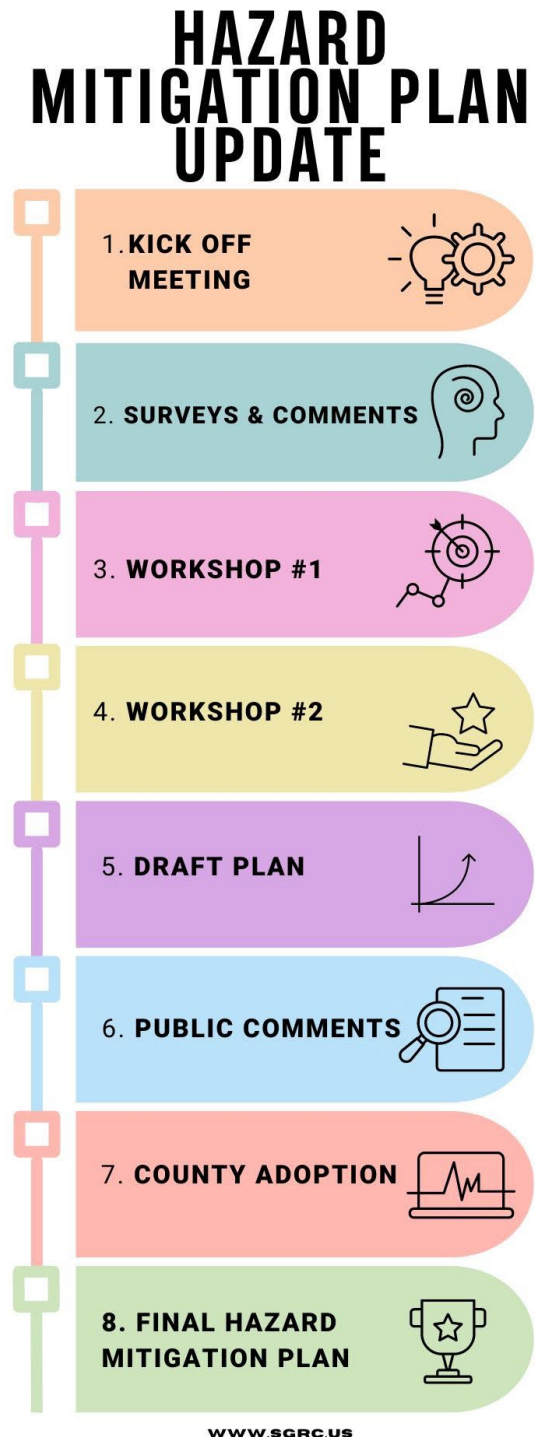 HAZARD
MITIGATION PLAN
UPDATE
1.KICK OFF
MEETING
2. SURVEYS & COMMENTS
3. WORKSHOP #1
4. WORKSHOP #2
5. DRAFT PLAN
6. PUBLIC COMMENTS
7. COUNTY ADOPTION
8. FINAL HAZARD
MITIGATION PLAN
WWW.SGRC.US